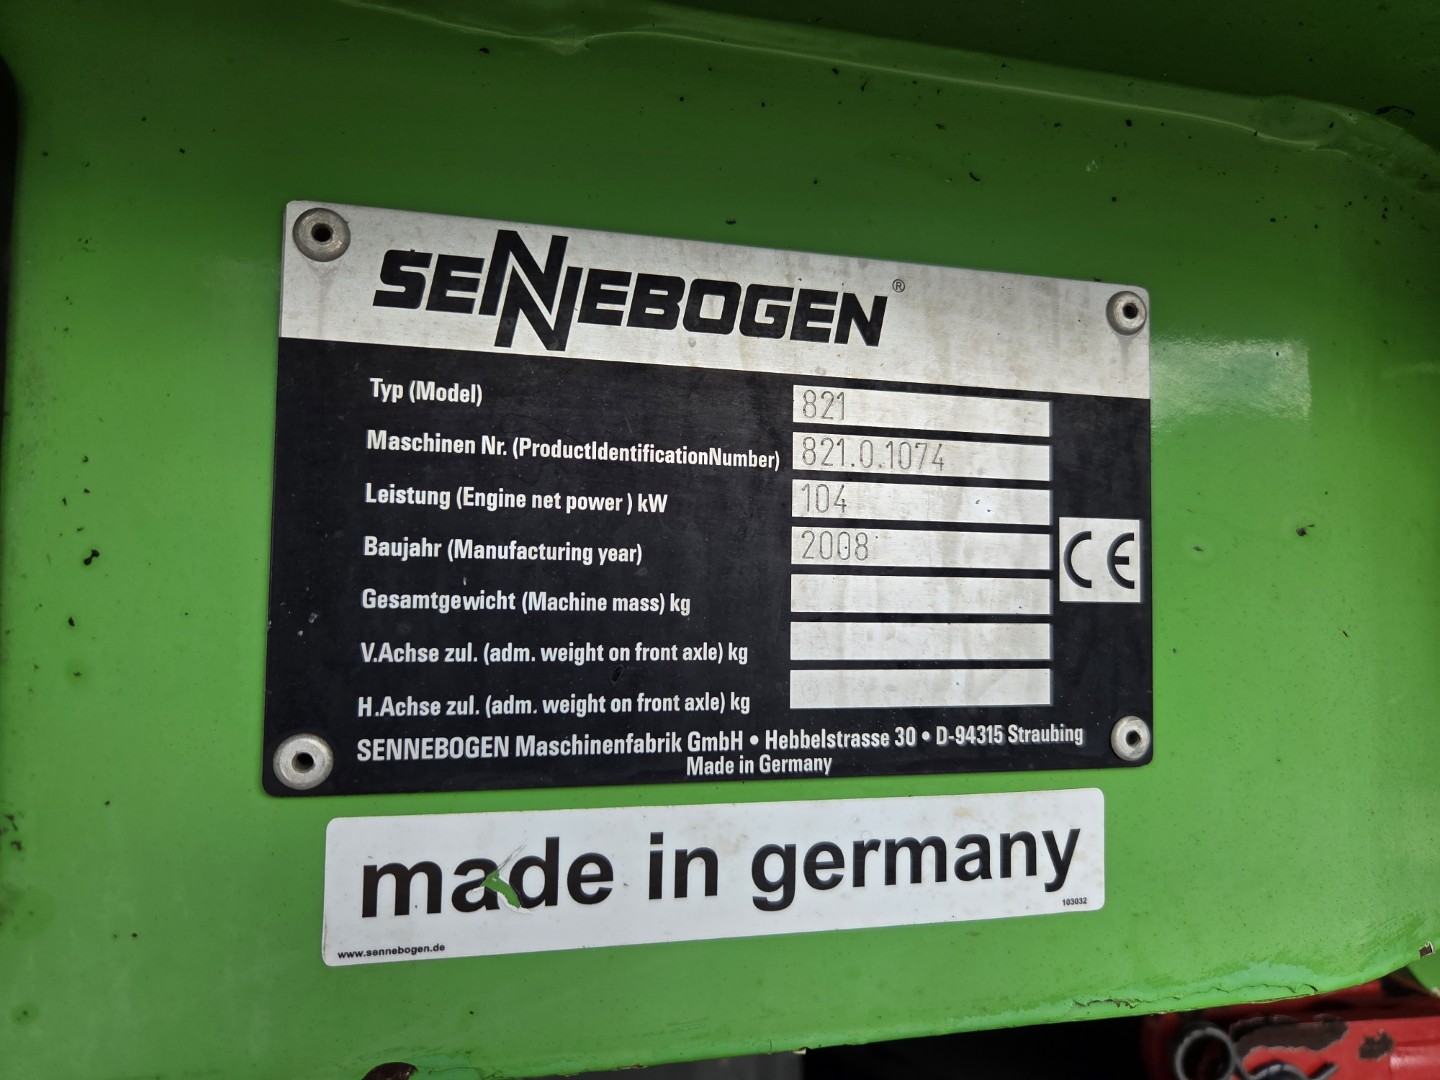 SENNEBOGEN®
Typ (Model) 821
Maschinen Nr. (ProductIdentificationNumber) 821.0.1074
Leistung (Engine net power ) kW 104
Baujahr (Manufacturing year) 2008
CE
Gesamtgewicht (Machine mass) kg
V.Achse zul. (adm. weight on front axle) kg
H.Achse zul. (adm. weight on front axle) kg
SENNEBOGEN Maschinenfabrik GmbH • Hebbelstrasse 30 • D-94315 Straubing
Made in Germany
made in germany
103032
www.sennebogen.de